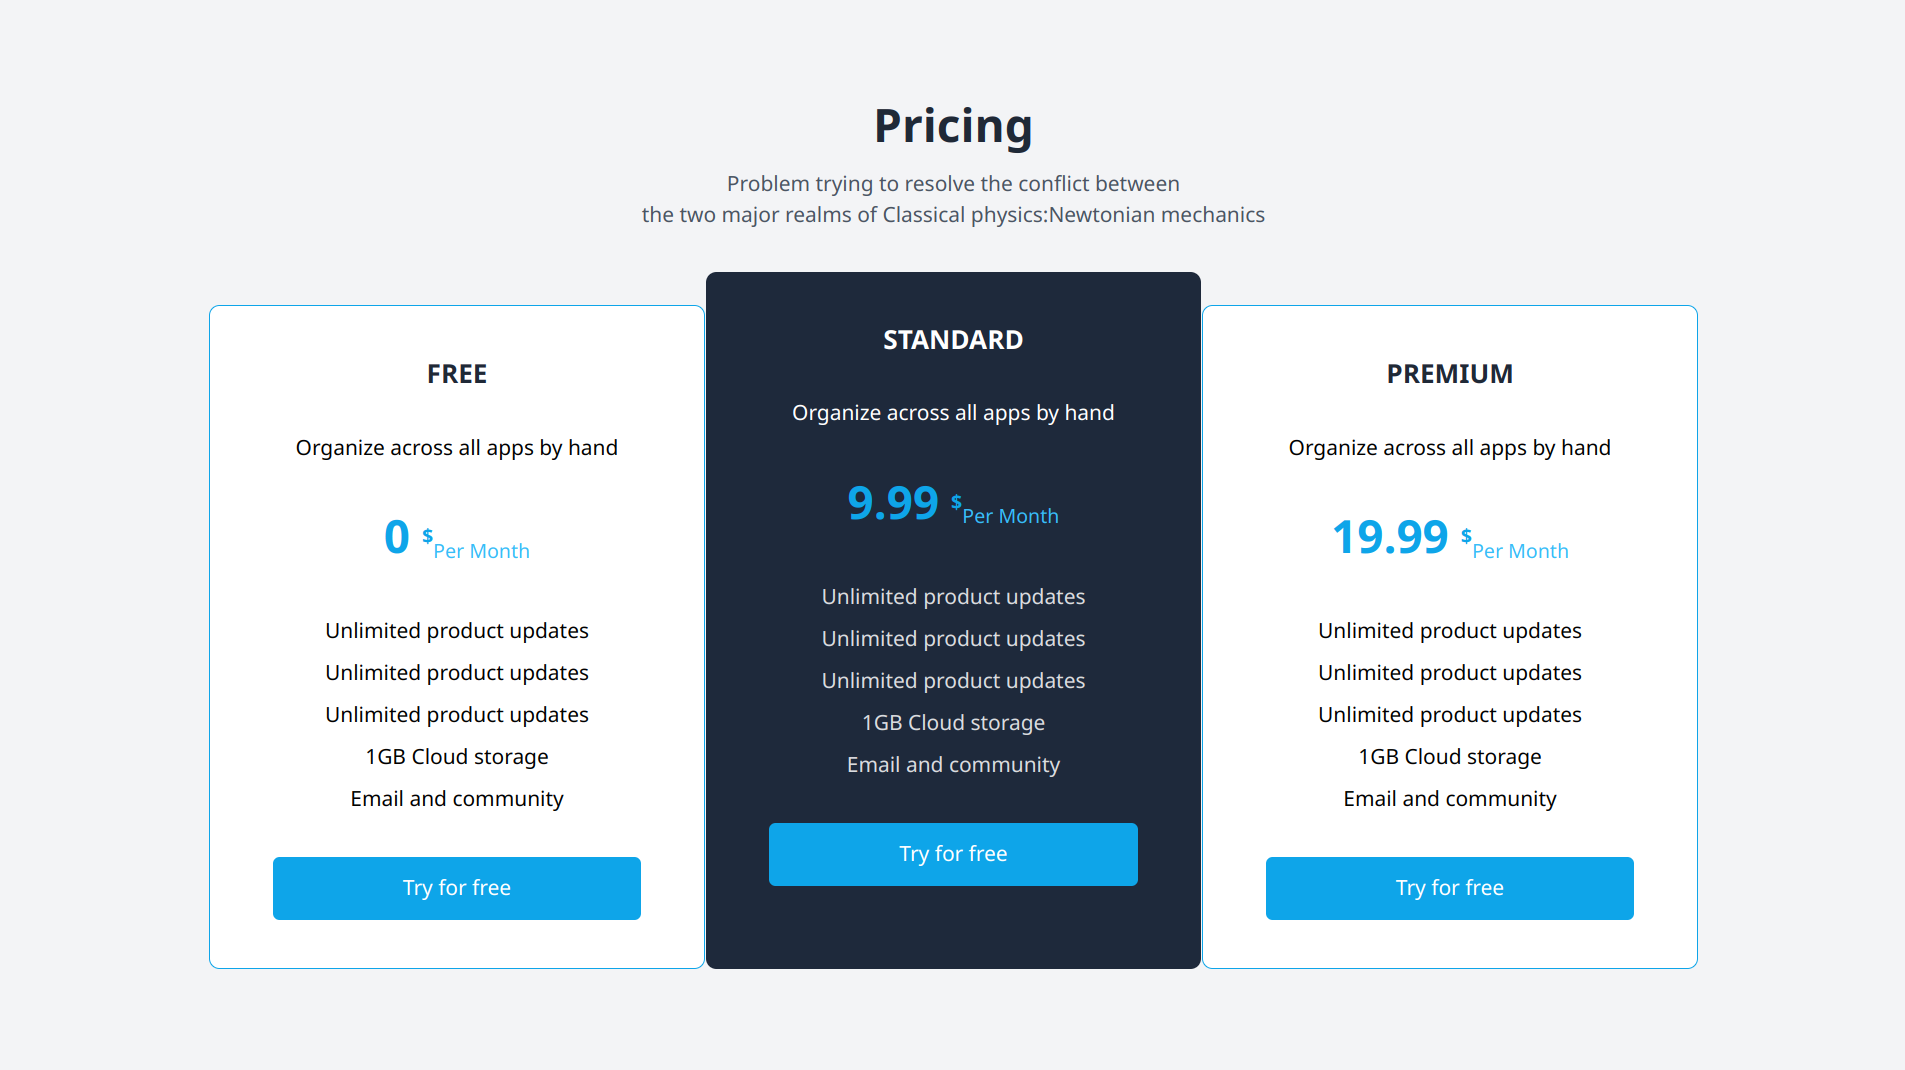 Pricing
Problem trying to resolve the conflict between
the two major realms of Classical physics:Newtonian mechanics
FREE
Organize across all apps by hand
0 $Per Month
Unlimited product updates
Unlimited product updates
Unlimited product updates
1GB Cloud storage
Email and community
Try for free
STANDARD
Organize across all apps by hand
9.99 $Per Month
Unlimited product updates
Unlimited product updates
Unlimited product updates
1GB Cloud storage
Email and community
Try for free
PREMIUM
Organize across all apps by hand
19.99 $Per Month
Unlimited product updates
Unlimited product updates
Unlimited product updates
1GB Cloud storage
Email and community
Try for free